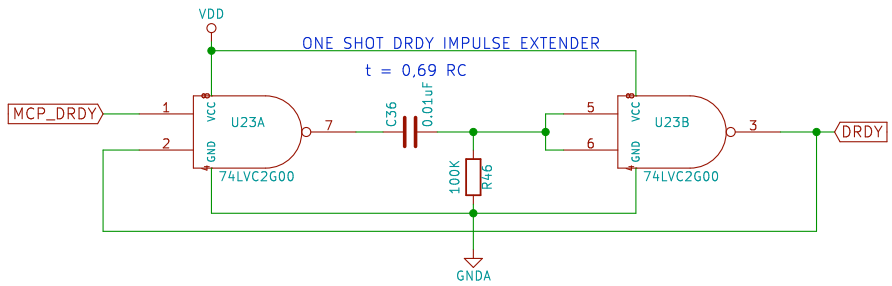 VDD
ONE SHOT DRDY IMPULSE EXTENDER
t = 0,69 RC
MCP_DRDY
1
2
8
VCC
U23A
GND
4
74LVC2G00
7
C36
0.01uF
100K
R46
5
6
8
VCC
U23B
GND
4
74LVC2G00
3
DRDY
GNDA